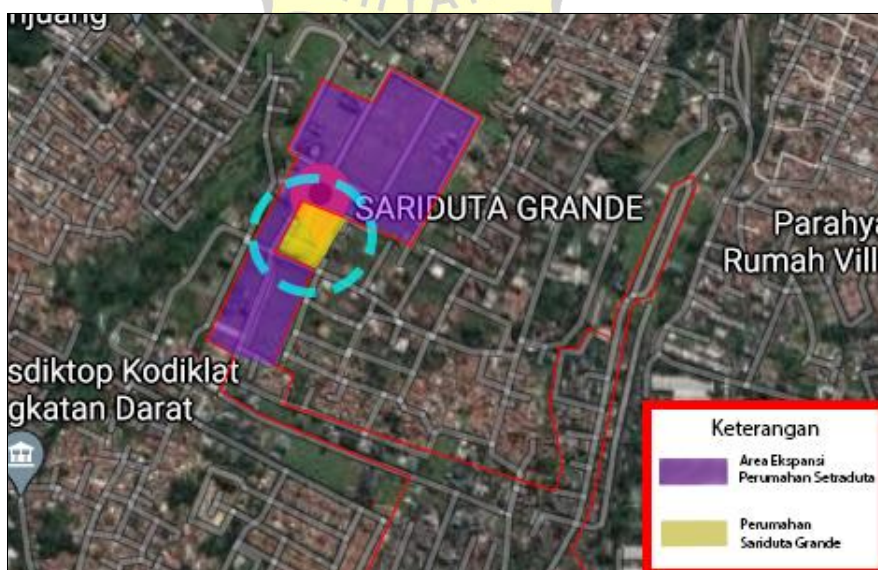 njuang
SARIDUTA GRANDE
Parahya
Rumah Vill
sdiktop Kodiklat
gkatan Darat
Keterangan
Area Ekspansi
Perumahan Setraduta
Perumahan
Sariduta Grande